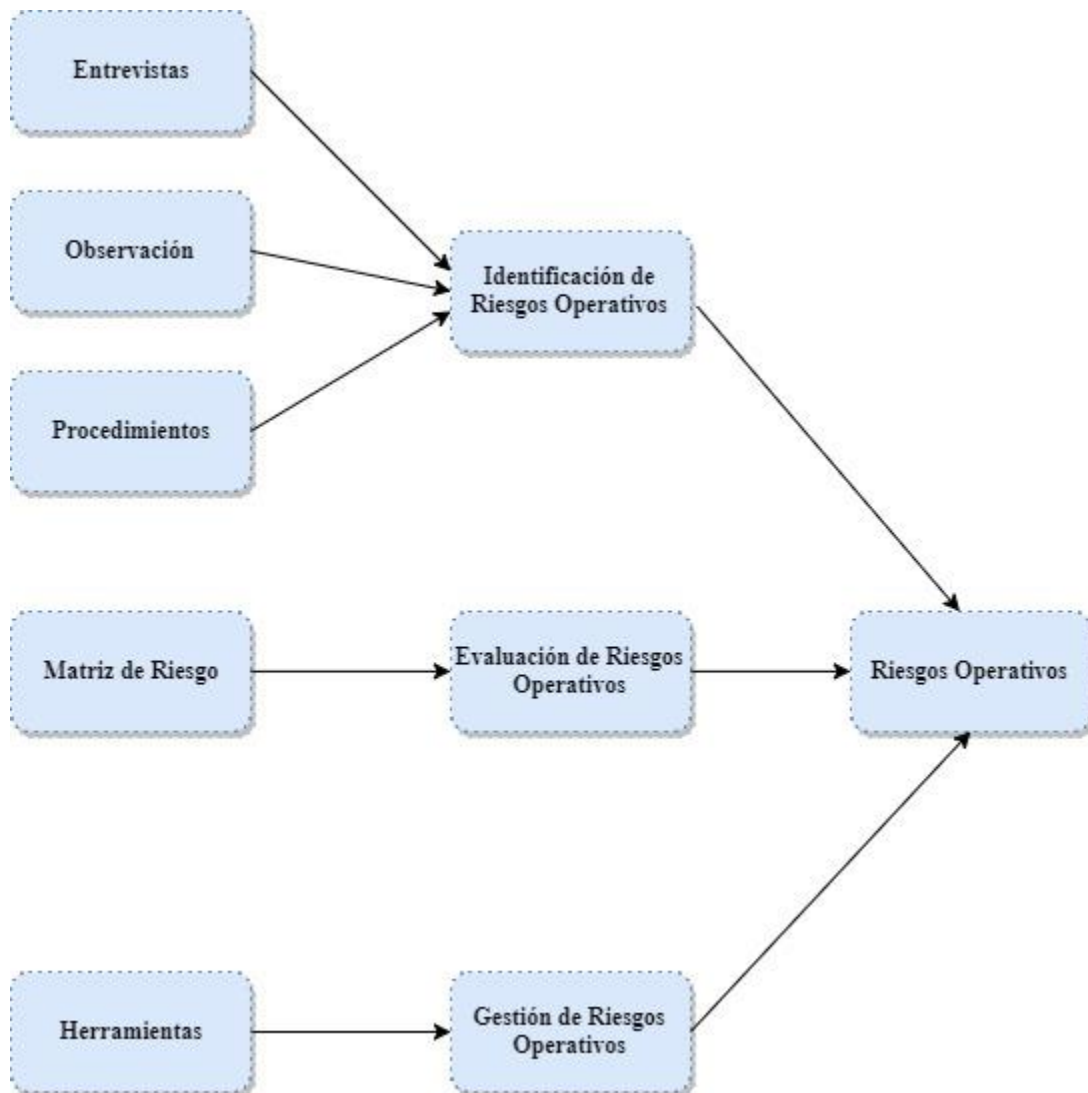 Entrevistas
Observación
Procedimientos
Identificación de
Riesgos Operativos
Matriz de Riesgo
Evaluación de Riesgos
Operativos
Riesgos Operativos
Herramientas
Gestión de Riesgos
Operativos